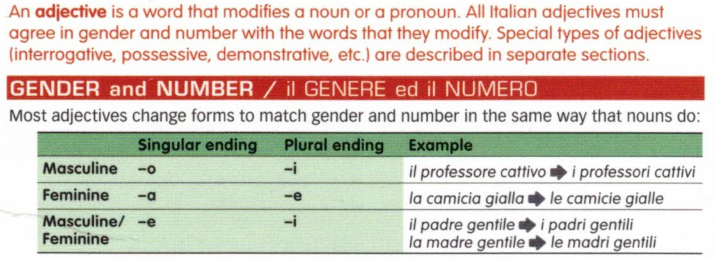 An adjective is a word that modifies a noun or a pronoun. All Italian adjectives must
agree in gender and number with the words that they modify. Special types of adjectives
(interrogative, possessive, demonstrative, etc.) are described in separate sections.
GENDER and NUMBER / il GENERE ed il NUMERO
Most adjectives change forms to match gender and number in the same way that nouns do:
Singular ending Plural ending Example
Masculine –o –i il professore cattivo ➡ i professori cattivi
Feminine –a –e la camicia gialla ➡ le camicie gialle
Masculine/ –e –i il padre gentile ➡ i padri gentili
Feminine la madre gentile ➡ le madri gentili